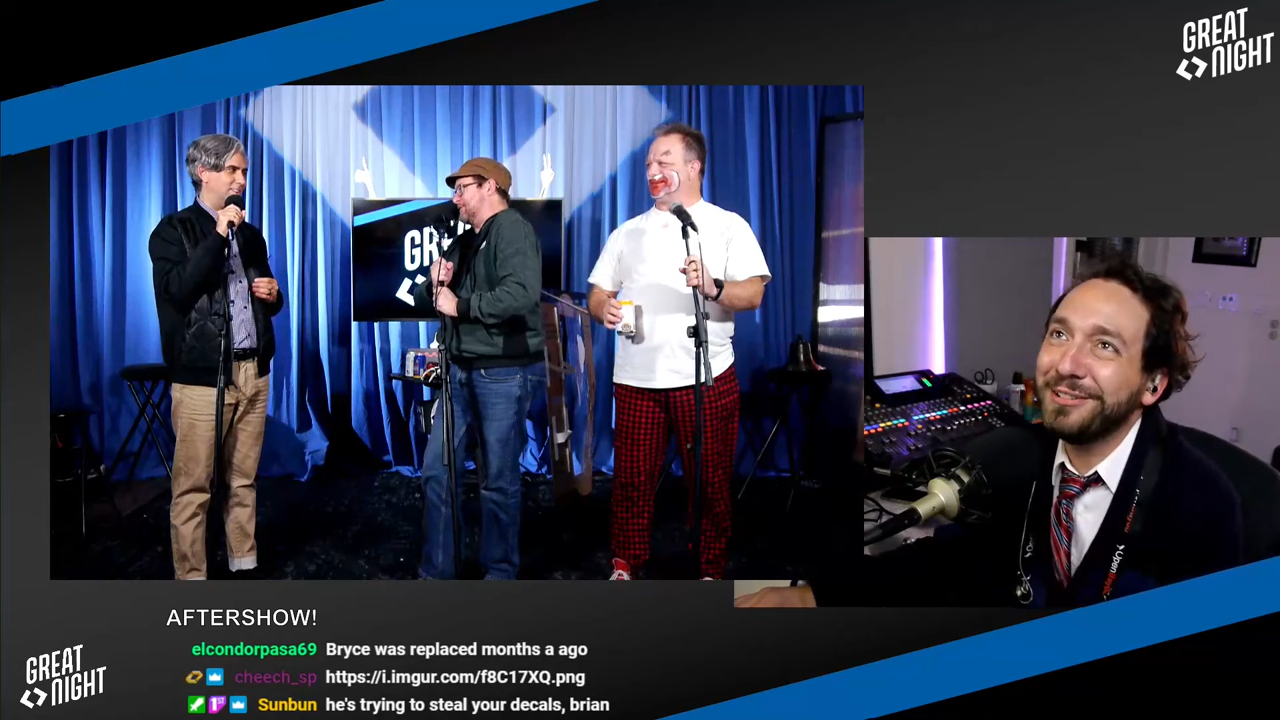 GREAT
NIGHT
GR
AFTERSHOW!
elcondorpasa69 Bryce was replaced months a ago
cheech_sp https://i.imgur.com/f8C17XQ.png
Sunbun he's trying to steal your decals, brian
GREAT
NIGHT